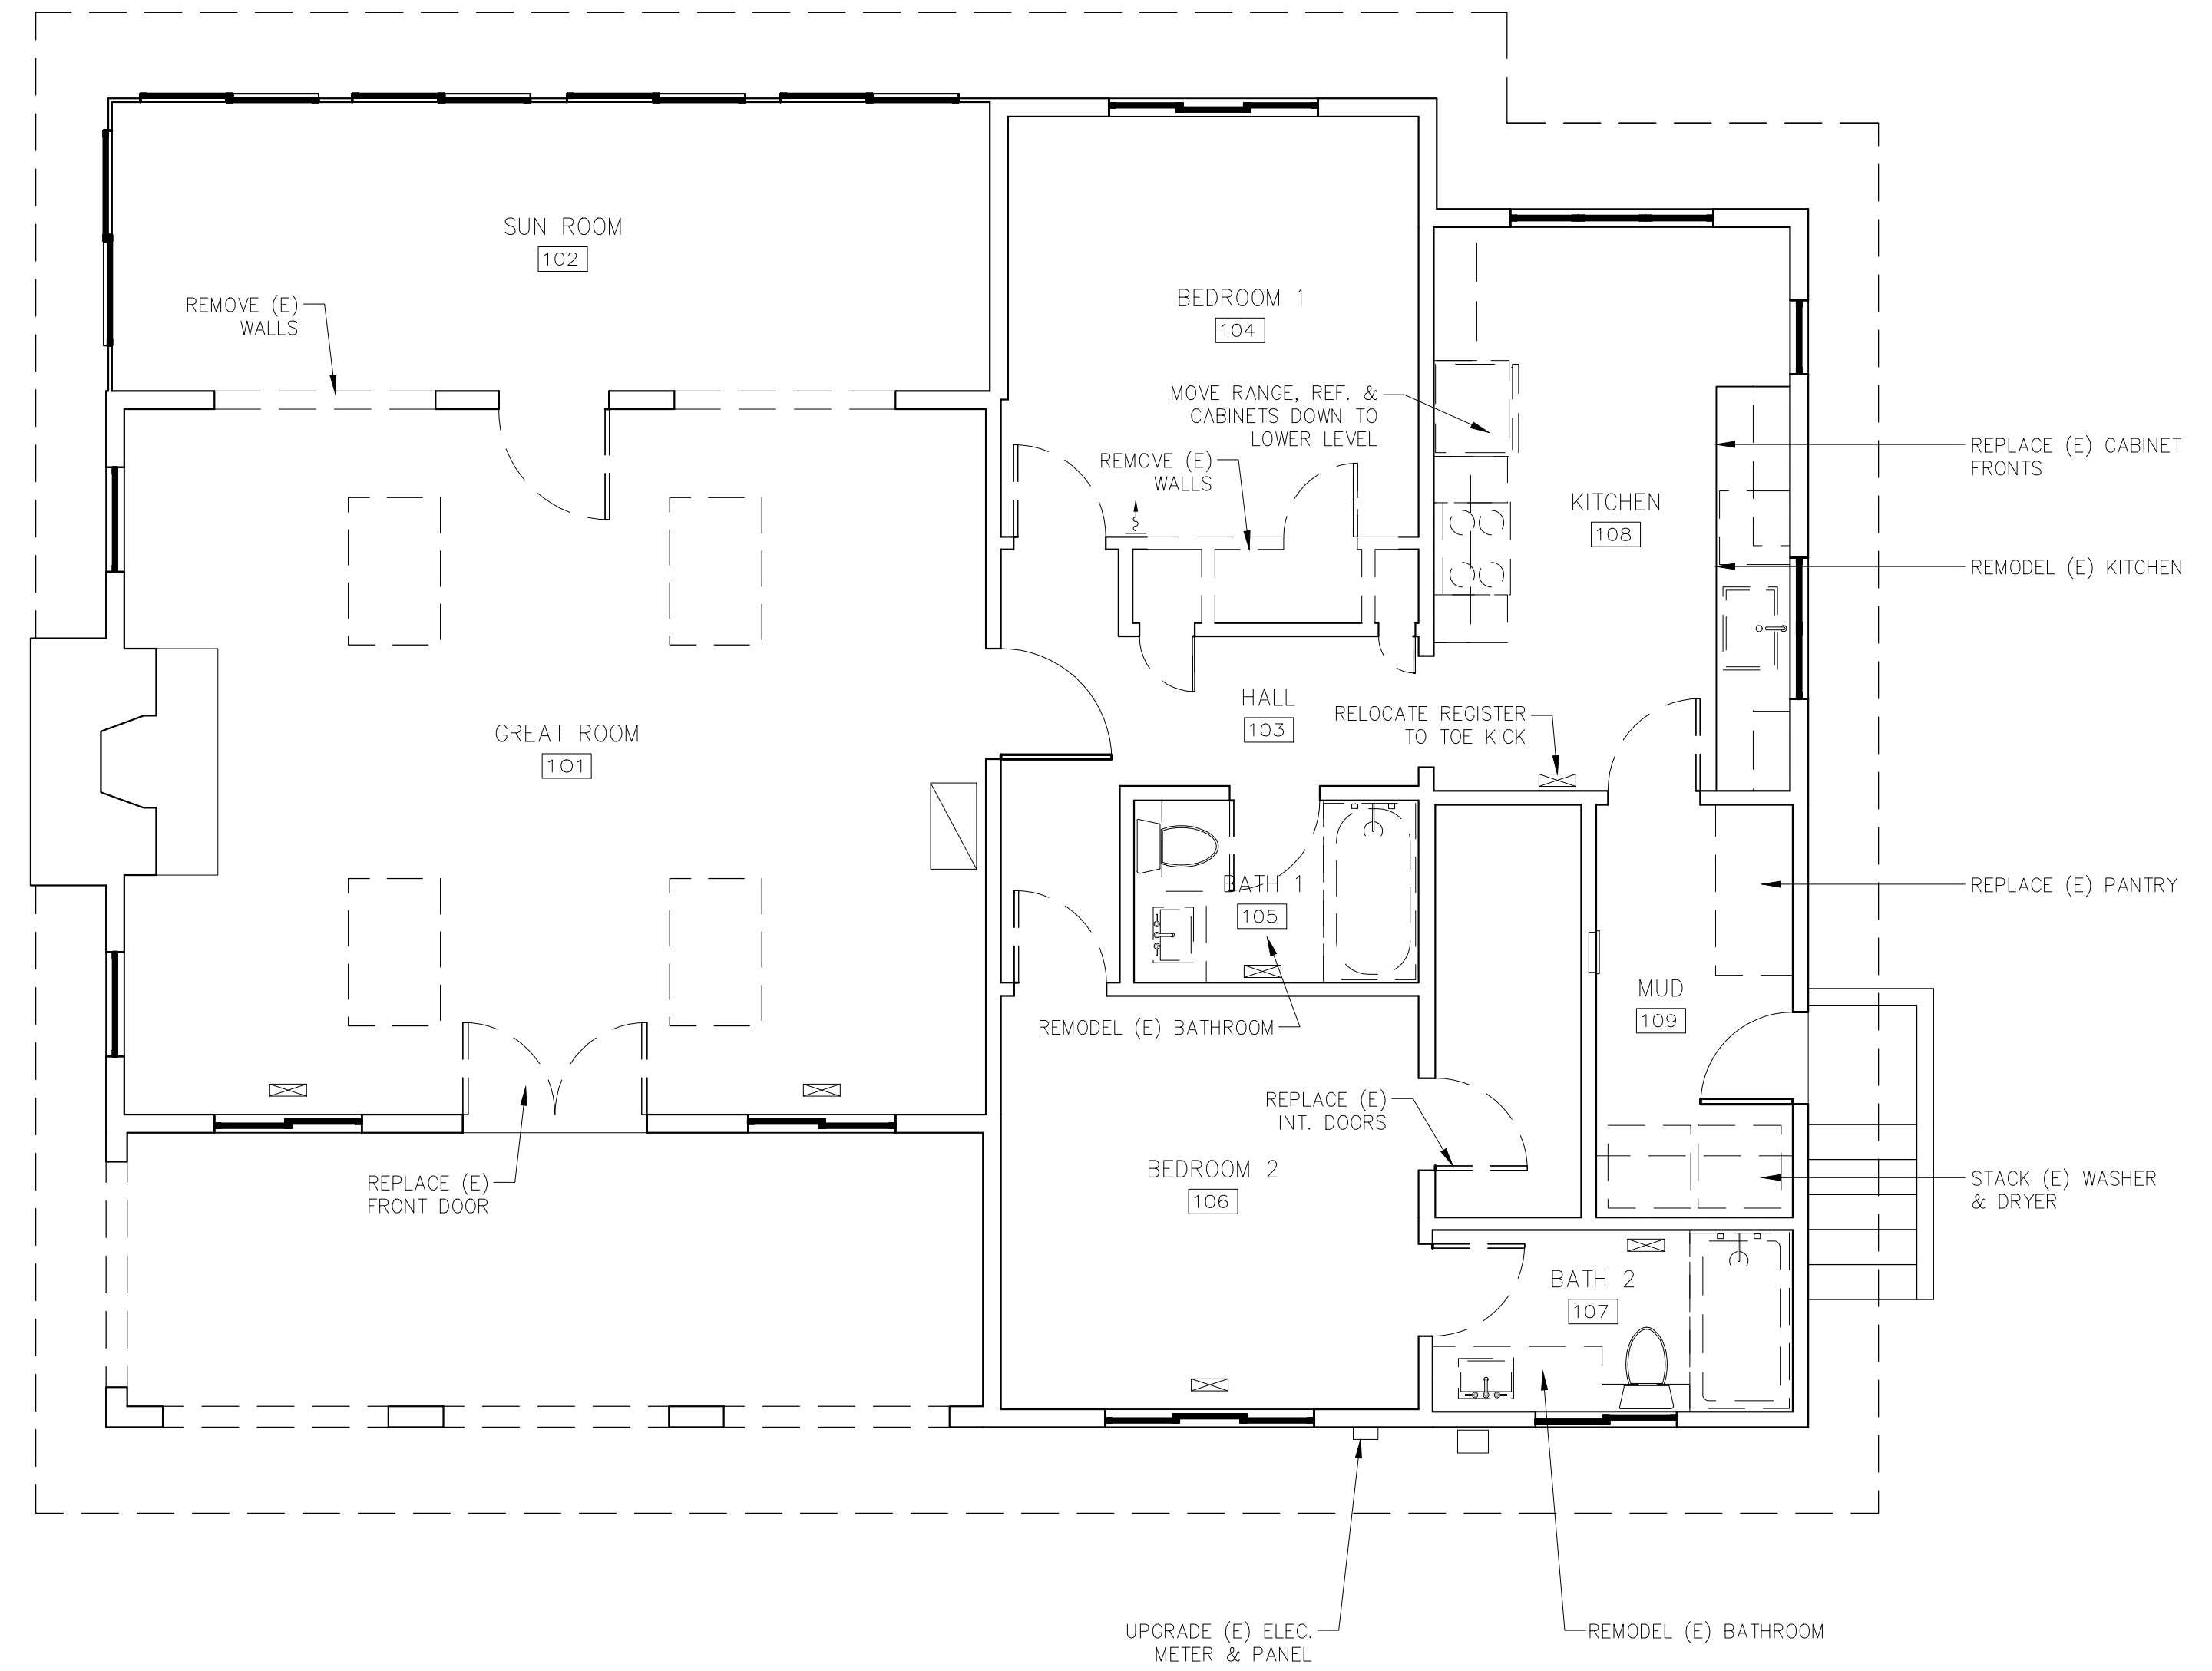 SUN ROOM
102
REMOVE (E)
WALLS
BEDROOM 1
104
MOVE RANGE, REF. &
CABINETS DOWN TO
LOWER LEVEL
REMOVE (E)
WALLS
KITCHEN
108
REPLACE (E) CABINET
FRONTS
REMODEL (E) KITCHEN
HALL
103
RELOCATE REGISTER
TO TOE KICK
GREAT ROOM
101
BATH 1
105
REPLACE (E) PANTRY
MUD
109
REMODEL (E) BATHROOM
REPLACE (E)
INT. DOORS
BEDROOM 2
106
REPLACE (E)
FRONT DOOR
STACK (E) WASHER
& DRYER
BATH 2
107
UPGRADE (E) ELEC.
METER & PANEL
REMODEL (E) BATHROOM